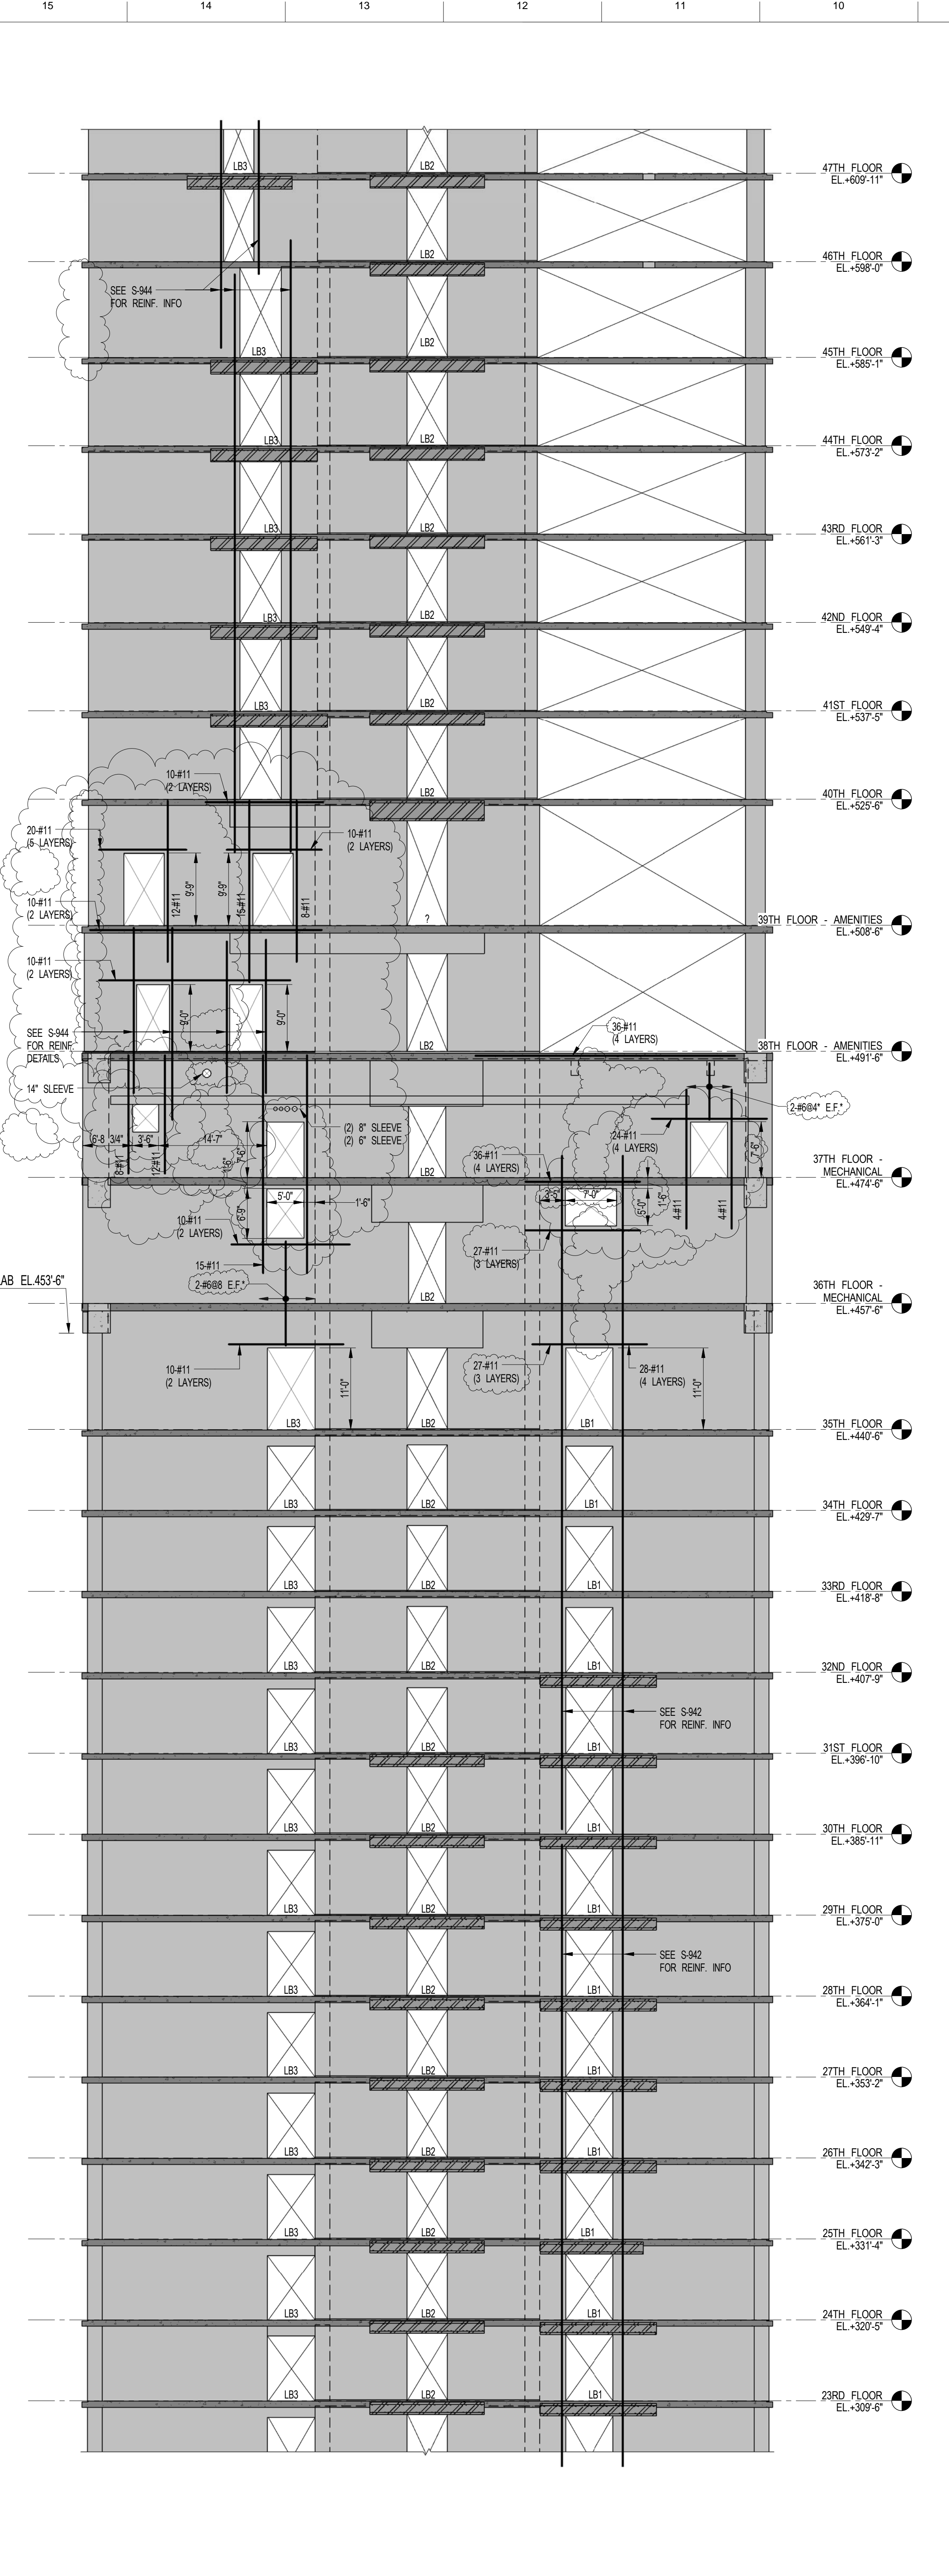 15 14 13 12 11 10
LB3
LB2
47TH FLOOR
EL.+609'-11"
LB2
46TH FLOOR
EL.+598'-0"
SEE S-944
FOR REINF. INFO
LB3
LB2
45TH FLOOR
EL.+585'-1"
LB3
LB2
44TH FLOOR
EL.+573'-2"
LB3
LB2
43RD FLOOR
EL.+561'-3"
LB3
LB2
42ND FLOOR
EL.+549'-4"
LB3
LB2
41ST FLOOR
EL.+537'-5"
10-#11
(2 LAYERS)
LB2
40TH FLOOR
EL.+525'-6"
20-#11
(5 LAYERS)
10-#11
(2 LAYERS)
12-#11
9'-9"
9'-9"
15-#11
8-#11
10-#11
(2 LAYERS)
?
39TH FLOOR - AMENITIES
EL.+508'-6"
10-#11
(2 LAYERS)
9'-0"
9'-0"
SEE S-944
FOR REINF.
DETAILS
36-#11
(4 LAYERS)
LB2
38TH FLOOR - AMENITIES
EL.+491'-6"
14" SLEEVE
2-#6@4" E.F.*
(2) 8" SLEEVE
(2) 6" SLEEVE
24-#11
(4 LAYERS)
6'-8 3/4"
3'-6"
14'-7"
8-#11
12-#11
1'-6"
7'-6"
7'-6"
36-#11
(4 LAYERS)
LB2
37TH FLOOR -
MECHANICAL
EL.+474'-6"
5'-0"
1'-6"
6'-9"
3'-5"
7'-0"
5'-0"
1'-6"
4-#11
4-#11
10-#11
(2 LAYERS)
27-#11
(3 LAYERS)
15-#11
2-#6@8 E.F.*
AB EL.453'-6"
LB2
36TH FLOOR -
MECHANICAL
EL.+457'-6"
10-#11
(2 LAYERS)
27-#11
(3 LAYERS)
28-#11
(4 LAYERS)
11'-0"
11'-0"
LB3
LB2
LB1
35TH FLOOR
EL.+440'-6"
LB3
LB2
LB1
34TH FLOOR
EL.+429'-7"
LB3
LB2
LB1
33RD FLOOR
EL.+418'-8"
LB3
LB2
LB1
32ND FLOOR
EL.+407'-9"
SEE S-942
FOR REINF. INFO
LB3
LB2
LB1
31ST FLOOR
EL.+396'-10"
LB3
LB2
LB1
30TH FLOOR
EL.+385'-11"
LB3
LB2
LB1
29TH FLOOR
EL.+375'-0"
SEE S-942
FOR REINF. INFO
LB3
LB2
LB1
28TH FLOOR
EL.+364'-1"
LB3
LB2
LB1
27TH FLOOR
EL.+353'-2"
LB3
LB2
LB1
26TH FLOOR
EL.+342'-3"
LB3
LB2
LB1
25TH FLOOR
EL.+331'-4"
LB3
LB2
LB1
24TH FLOOR
EL.+320'-5"
LB3
LB2
LB1
23RD FLOOR
EL.+309'-6"